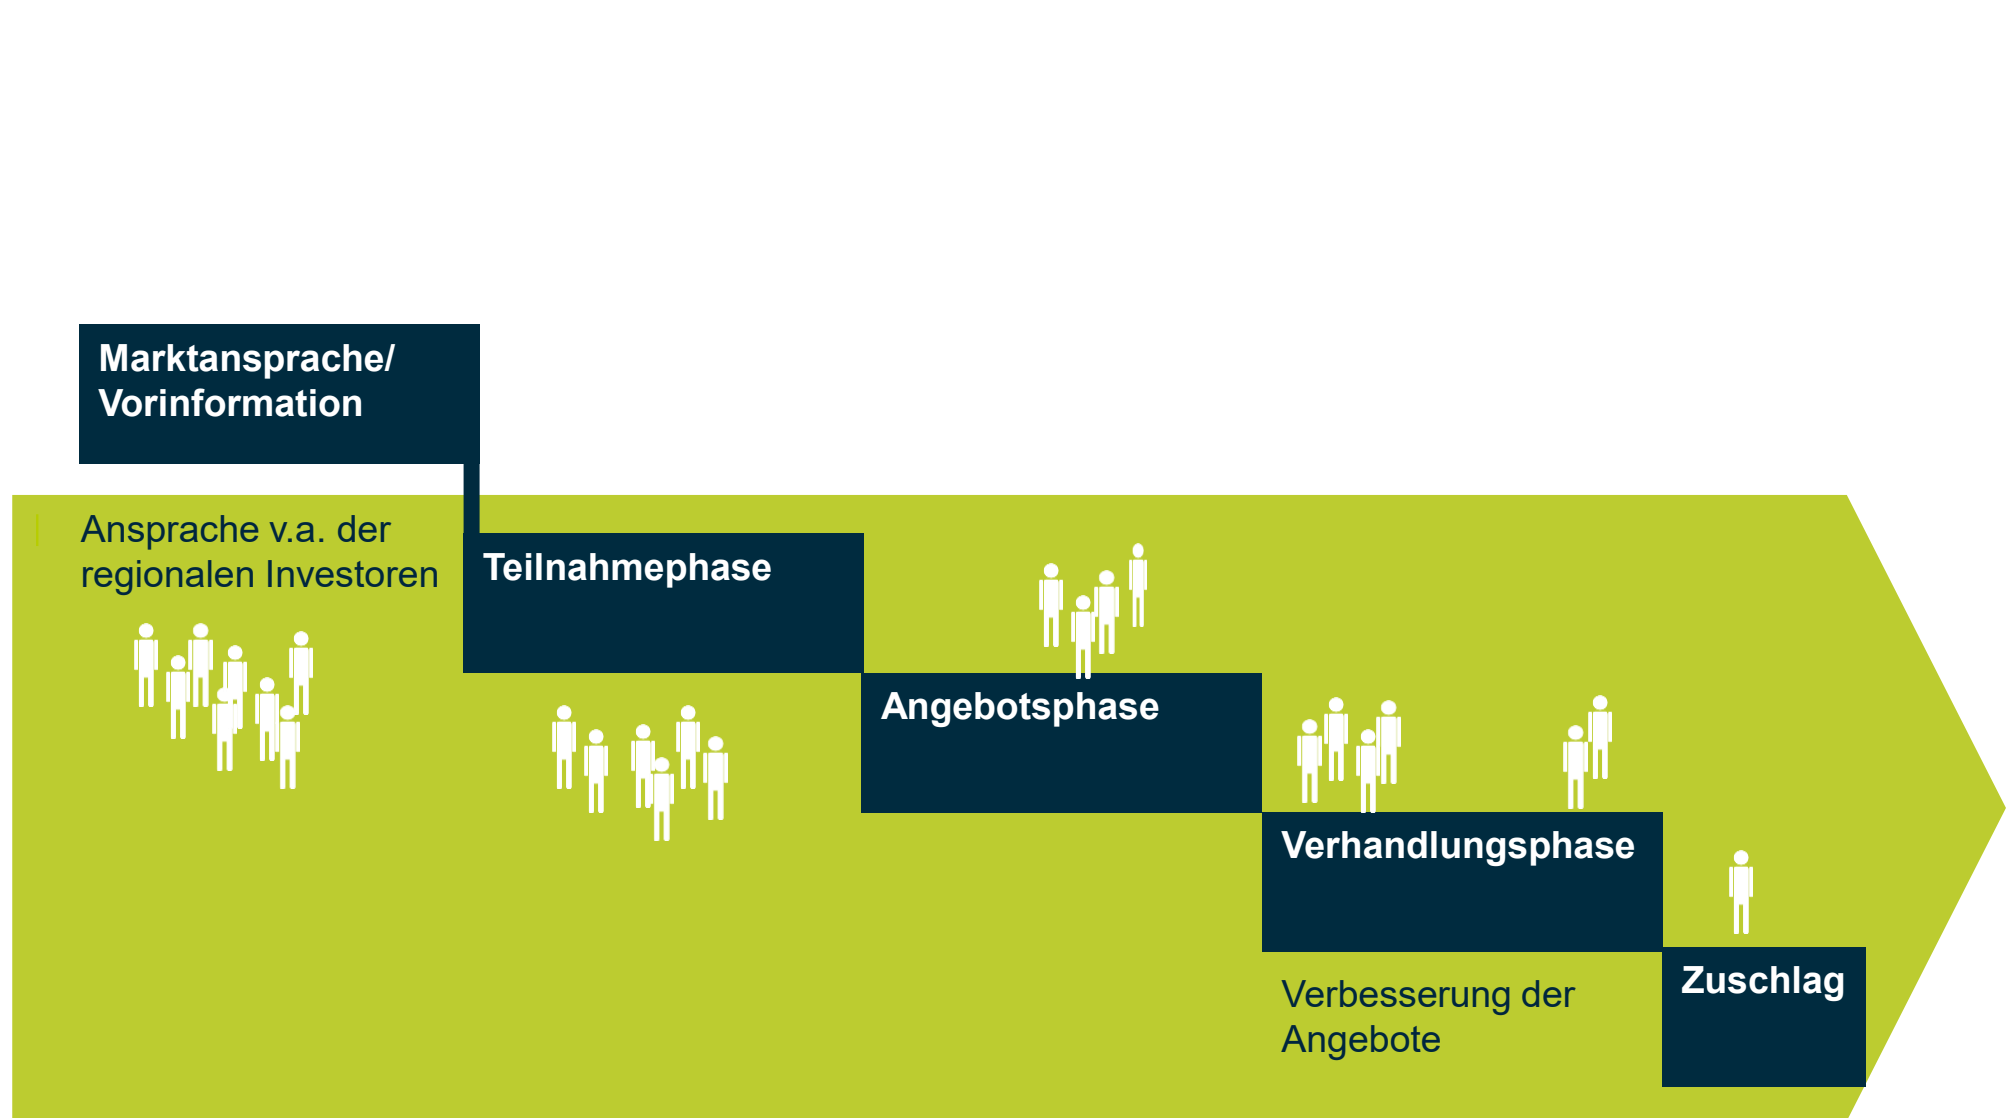 Marktansprache/
Vorinformation
Ansprache v.a. der
regionalen Investoren
Teilnahmephase
Angebotsphase
Verhandlungsphase
Verbesserung der
Angebote
Zuschlag